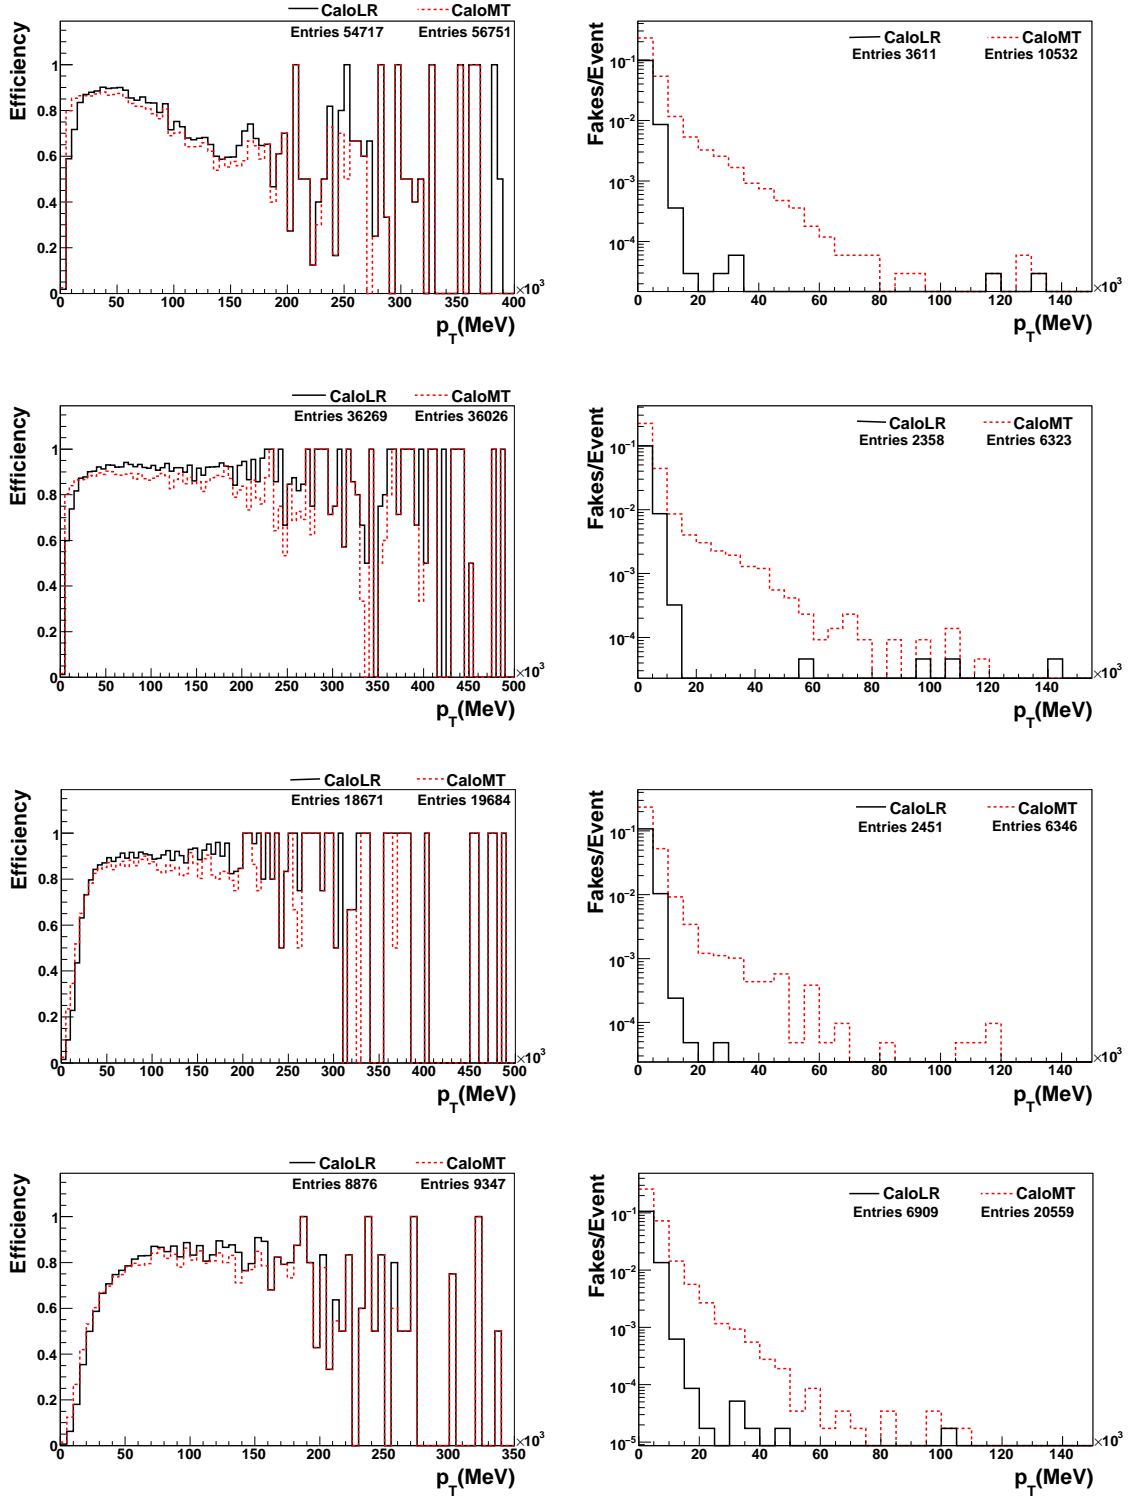 CaloLR CaloMT
Entries 54717 Entries 56751
Efficiency
1
0.8
0.6
0.4
0.2
0
0 50 100 150 200 250 300 350 400
×10³
p_T(MeV)
CaloLR CaloMT
Entries 3611 Entries 10532
Fakes/Event
10⁻¹
10⁻²
10⁻³
10⁻⁴
0 20 40 60 80 100 120 140
×10³
p_T(MeV)
CaloLR CaloMT
Entries 36269 Entries 36026
Efficiency
1
0.8
0.6
0.4
0.2
0
0 50 100 150 200 250 300 350 400 450 500
×10³
p_T(MeV)
CaloLR CaloMT
Entries 2358 Entries 6323
Fakes/Event
10⁻¹
10⁻²
10⁻³
10⁻⁴
0 20 40 60 80 100 120 140
×10³
p_T(MeV)
CaloLR CaloMT
Entries 18671 Entries 19684
Efficiency
1
0.8
0.6
0.4
0.2
0
0 50 100 150 200 250 300 350 400 450 500
×10³
p_T(MeV)
CaloLR CaloMT
Entries 2451 Entries 6346
Fakes/Event
10⁻¹
10⁻²
10⁻³
10⁻⁴
0 20 40 60 80 100 120 140
×10³
p_T(MeV)
CaloLR CaloMT
Entries 8876 Entries 9347
Efficiency
1
0.8
0.6
0.4
0.2
0
0 50 100 150 200 250 300 350
×10³
p_T(MeV)
CaloLR CaloMT
Entries 6909 Entries 20559
Fakes/Event
10⁻¹
10⁻²
10⁻³
10⁻⁴
10⁻⁵
0 20 40 60 80 100 120 140
×10³
p_T(MeV)